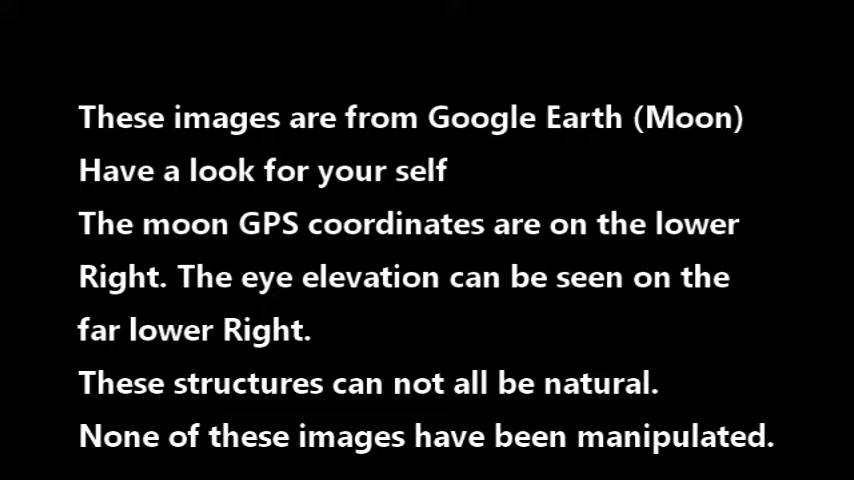 These images are from Google Earth (Moon)
Have a look for your self
The moon GPS coordinates are on the lower
Right. The eye elevation can be seen on the
far lower Right.
These structures can not all be natural.
None of these images have been manipulated.